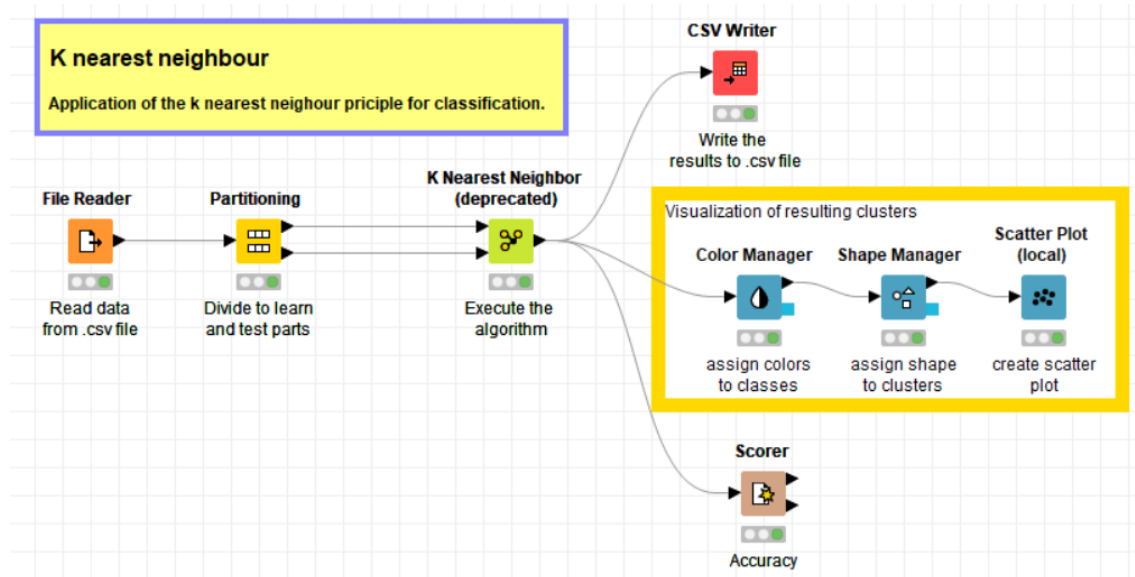 K nearest neighbour
Application of the k nearest neighour priciple for classification.
CSV Writer
Write the
results to .csv file
File Reader
Read data
from .csv file
Partitioning
Divide to learn
and test parts
K Nearest Neighbor
(deprecated)
Execute the
algorithm
Visualization of resulting clusters
Color Manager
assign colors
to classes
Shape Manager
assign shape
to clusters
Scatter Plot
(local)
create scatter
plot
Scorer
Accuracy